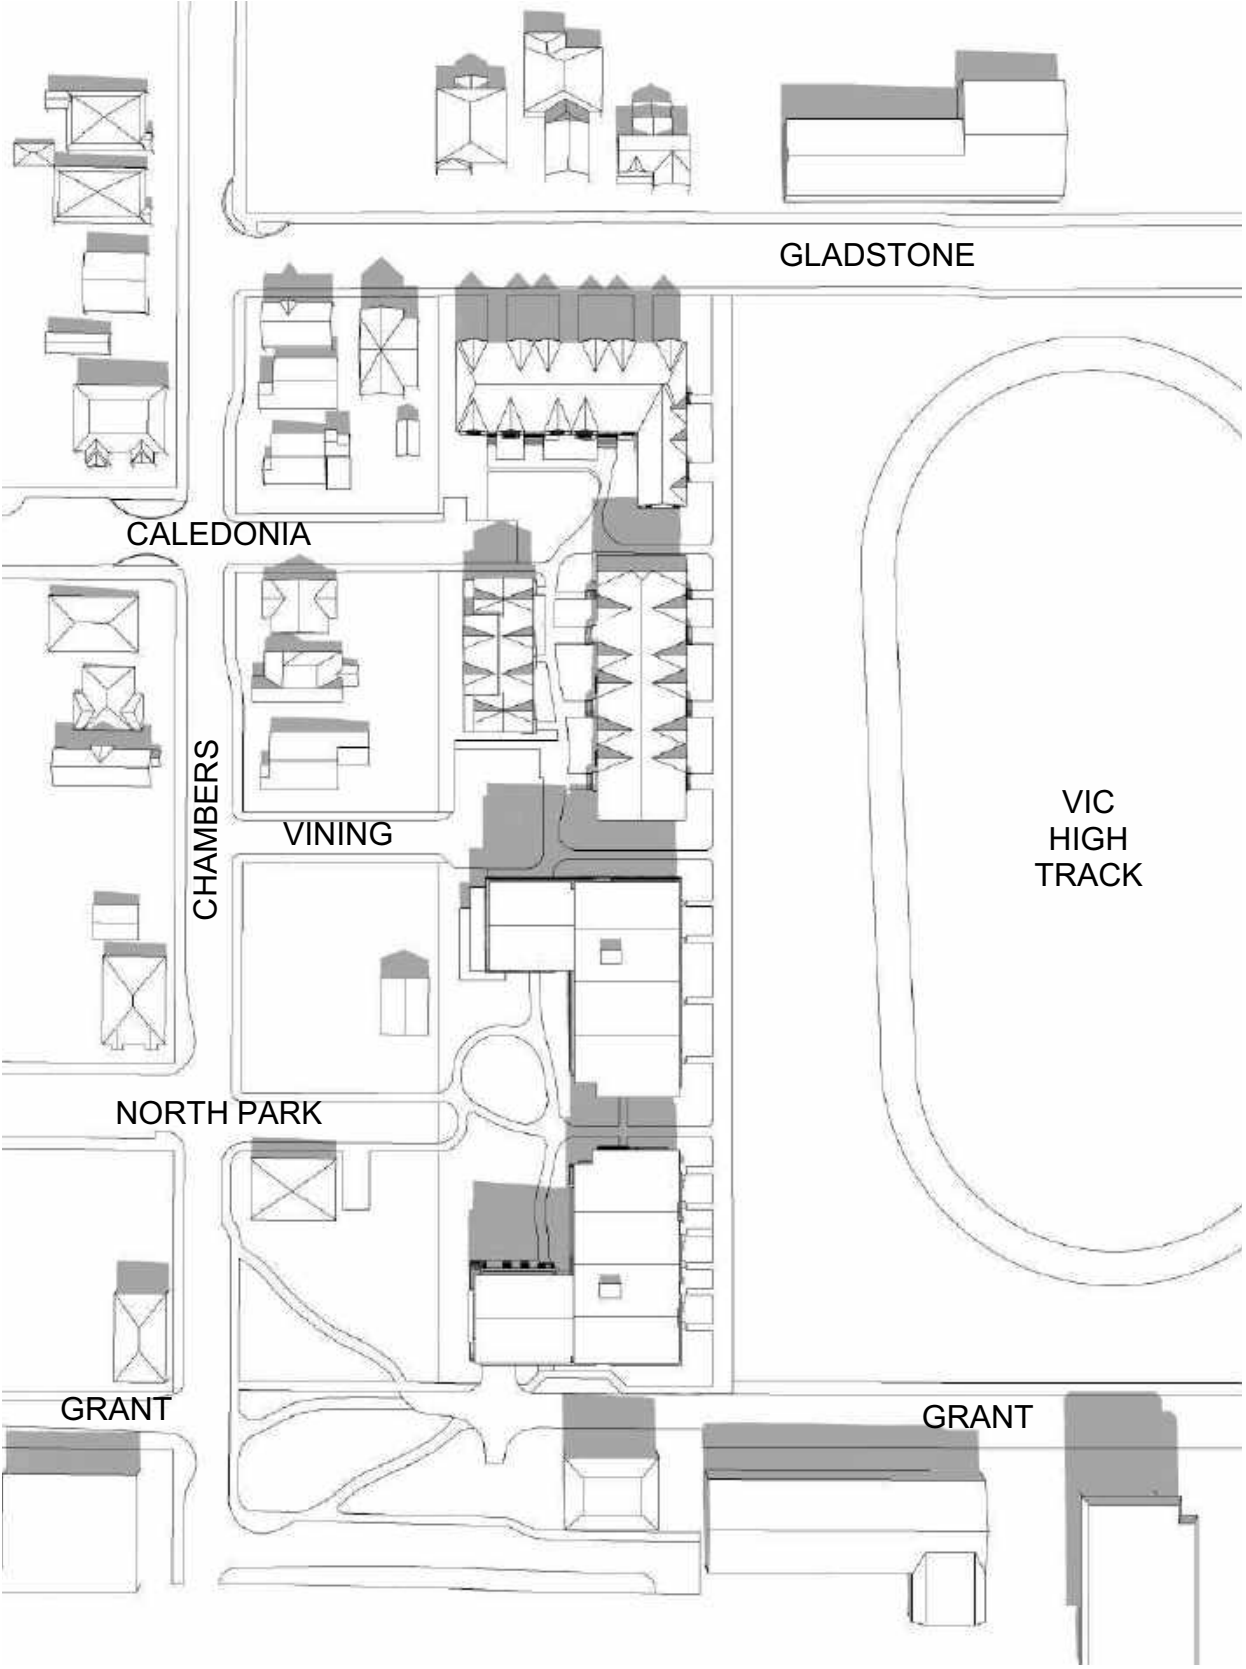 GLADSTONE
CALEDONIA
CHAMBERS
VINING
VIC
HIGH
TRACK
NORTH PARK
GRANT
GRANT